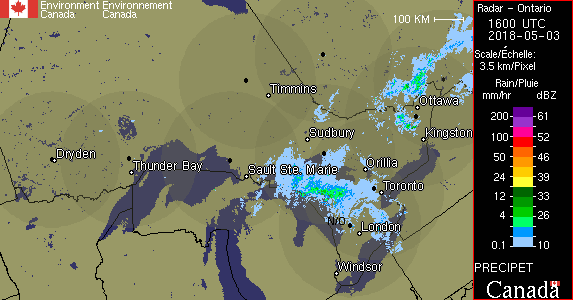 Environment Environnement
Canada Canada
100 KM
Timmins
Ottawa
Sudbury
Kingston
Dryden
Thunder Bay
Sault Ste. Marie
Orillia
Toronto
N/D
London
Windsor
Radar - Ontario
1600 UTC
2018-05-03
Scale/Échelle:
3.5 km/Pixel
Rain/Pluie
mm/hr dBZ
200 61
100 52
50 46
24 39
12 33
4 26
1 20
0.1 10
PRECIPET
Canada